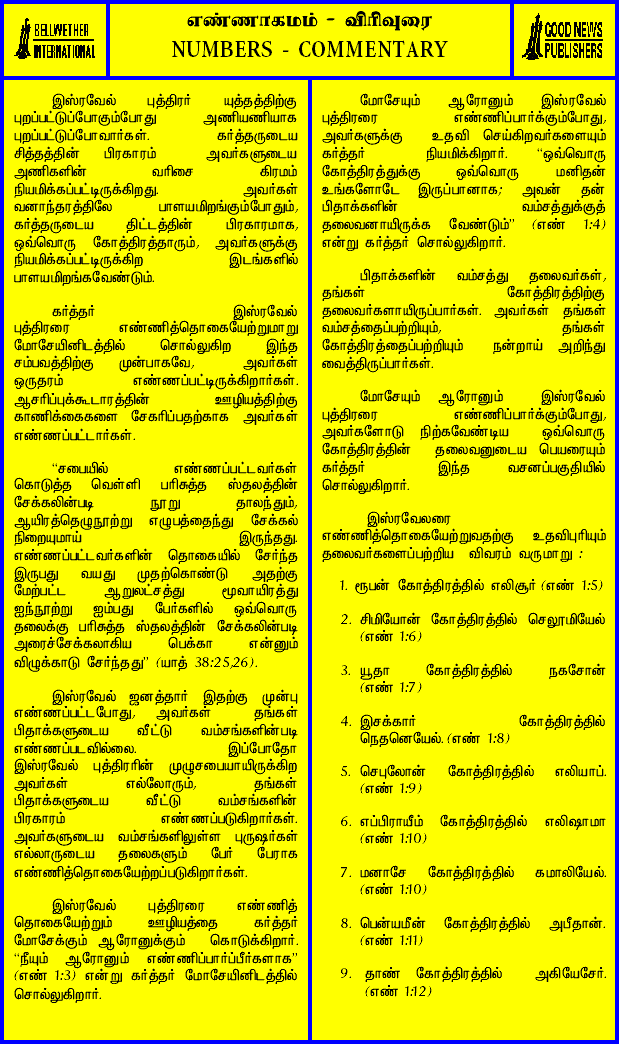 BELLWETHER
INTERNATIONAL
எண்ணாகமம் - விரிவுரை
NUMBERS - COMMENTARY
GOOD NEWS
PUBLISHERS
இஸ்ரவேல் புத்திரர் யுத்தத்திற்கு
புறப்பட்டுப்போகும்போது அணியணியாக
புறப்பட்டுப்போவார்கள். கர்த்தருடைய
சித்தத்தின் பிரகாரம் அவர்களுடைய
அணிகளின் வரிசை கிரமம்
நியமிக்கப்பட்டிருக்கிறது. அவர்கள்
வனாந்தரத்திலே பாளயமிறங்கும்போதும்,
கர்த்தருடைய திட்டத்தின் பிரகாரமாக,
ஒவ்வொரு கோத்திரத்தாரும், அவர்களுக்கு
நியமிக்கப்பட்டிருக்கிற இடங்களில்
பாளயமிறங்கவேண்டும்.
கர்த்தர் இஸ்ரவேல்
புத்திரரை எண்ணித்தொகையேற்றுமாறு
மோசேயினிடத்தில் சொல்லுகிற இந்த
சம்பவத்திற்கு முன்பாகவே, அவர்கள்
ஒருதரம் எண்ணப்பட்டிருக்கிறார்கள்.
ஆசரிப்புக்கூடாரத்தின் ஊழியத்திற்கு
காணிக்கைகளை சேகரிப்பதற்காக அவர்கள்
எண்ணப்பட்டார்கள்.
“சபையில் எண்ணப்பட்டவர்கள்
கொடுத்த வெள்ளி பரிசுத்த ஸ்தலத்தின்
சேக்கலின்படி நூறு தாலந்தும்,
ஆயிரத்தெழுநூற்று எழுபத்தைந்து சேக்கல்
நிறையுமாய் இருந்தது.
எண்ணப்பட்டவர்களின் தொகையில் சேர்ந்த
இருபது வயது முதற்கொண்டு அதற்கு
மேற்பட்ட ஆறுலட்சத்து மூவாயிரத்து
ஐந்நூற்று ஐம்பது பேர்களில் ஒவ்வொரு
தலைக்கு பரிசுத்த ஸ்தலத்தின் சேக்கலின்படி
அரைச்சேக்கலாகிய பெக்கா என்னும்
விழுக்காடு சேர்ந்தது” (யாத் 38:25,26).
இஸ்ரவேல் ஜனத்தார் இதற்கு முன்பு
எண்ணப்பட்டபோது, அவர்கள் தங்கள்
பிதாக்களுடைய வீட்டு வம்சங்களின்படி
எண்ணப்படவில்லை. இப்போதோ
இஸ்ரவேல் புத்திரரின் முழுசபையாயிருக்கிற
அவர்கள் எல்லோரும், தங்கள்
பிதாக்களுடைய வீட்டு வம்சங்களின்
பிரகாரம் எண்ணப்படுகிறார்கள்.
அவர்களுடைய வம்சங்களிலுள்ள புருஷர்கள்
எல்லாருடைய தலைகளும் பேர் பேராக
எண்ணித்தொகையேற்றப்படுகிறார்கள்.
இஸ்ரவேல் புத்திரரை எண்ணித்
தொகையேற்றும் ஊழியத்தை கர்த்தர்
மோசேக்கும் ஆரோனுக்கும் கொடுக்கிறார்.
“நீயும் ஆரோனும் எண்ணிப்பார்ப்பீர்களாக”
(எண் 1:3) என்று கர்த்தர் மோசேயினிடத்தில்
சொல்லுகிறார்.
மோசேயும் ஆரோனும் இஸ்ரவேல்
புத்திரரை எண்ணிப்பார்க்கும்போது,
அவர்களுக்கு உதவி செய்கிறவர்களையும்
கர்த்தர் நியமிக்கிறார். “ஒவ்வொரு
கோத்திரத்துக்கு ஒவ்வொரு மனிதன்
உங்களோடே இருப்பானாக; அவன் தன்
பிதாக்களின் வம்சத்துக்குத்
தலைவனாயிருக்க வேண்டும்” (எண் 1:4)
என்று கர்த்தர் சொல்லுகிறார்.
பிதாக்களின் வம்சத்து தலைவர்கள்,
தங்கள் கோத்திரத்திற்கு
தலைவர்களாயிருப்பார்கள். அவர்கள் தங்கள்
வம்சத்தைப்பற்றியும், தங்கள்
கோத்திரத்தைப்பற்றியும் நன்றாய் அறிந்து
வைத்திருப்பார்கள்.
மோசேயும் ஆரோனும் இஸ்ரவேல்
புத்திரரை எண்ணிப்பார்க்கும்போது,
அவர்களோடு நிற்கவேண்டிய ஒவ்வொரு
கோத்திரத்தின் தலைவனுடைய பெயரையும்
கர்த்தர் இந்த வசனப்பகுதியில்
சொல்லுகிறார்.
இஸ்ரவேலரை
எண்ணித்தொகையேற்றுவதற்கு உதவிபுரியும்
தலைவர்களைப்பற்றிய விவரம் வருமாறு :
1. ரூபன் கோத்திரத்தில் எலிசூர் (எண் 1:5)
2. சிமியோன் கோத்திரத்தில் செலூமியேல்
(எண் 1:6)
3. யூதா கோத்திரத்தில் நகசோன்
(எண் 1:7)
4. இசக்கார் கோத்திரத்தில்
நெதனெயேல். (எண் 1:8)
5. செபுலோன் கோத்திரத்தில் எலியாப்.
(எண் 1:9)
6. எப்பிராயீம் கோத்திரத்தில் எலிஷாமா
(எண் 1:10)
7. மனாசே கோத்திரத்தில் கமாலியேல்.
(எண் 1:10)
8. பென்யமீன் கோத்திரத்தில் அபீதான்.
(எண் 1:11)
9. தாண் கோத்திரத்தில் அகியேசேர்.
(எண் 1:12)